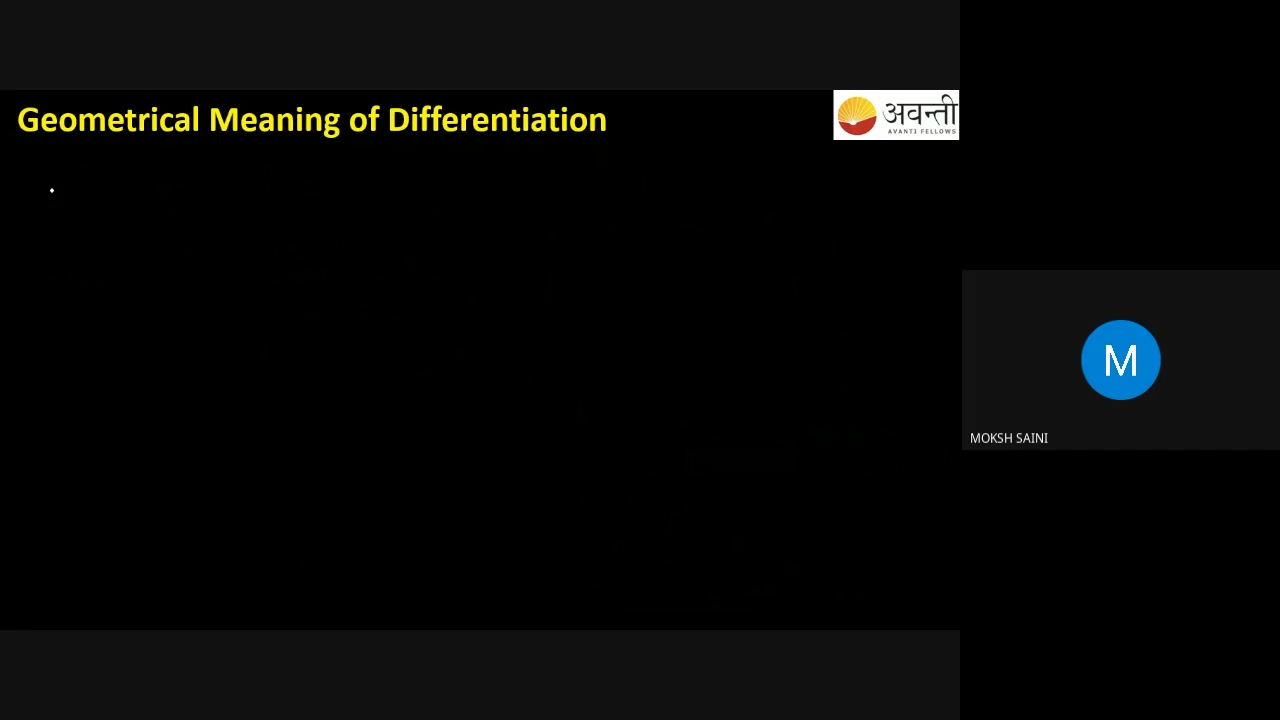 Geometrical Meaning of Differentiation
अवन्ती
AVANTI FELLOWS
M
MOKSH SAINI